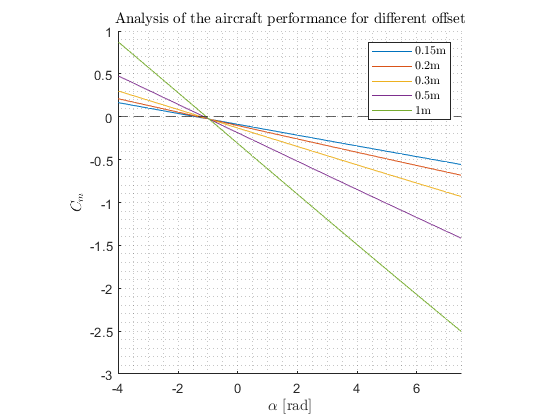 Analysis of the aircraft performance for different offset
0.15m
0.2m
0.3m
0.5m
1m
1
0.5
0
-0.5
-1
-1.5
-2
-2.5
-3
C_m
-4 -2 0 2 4 6
α [rad]